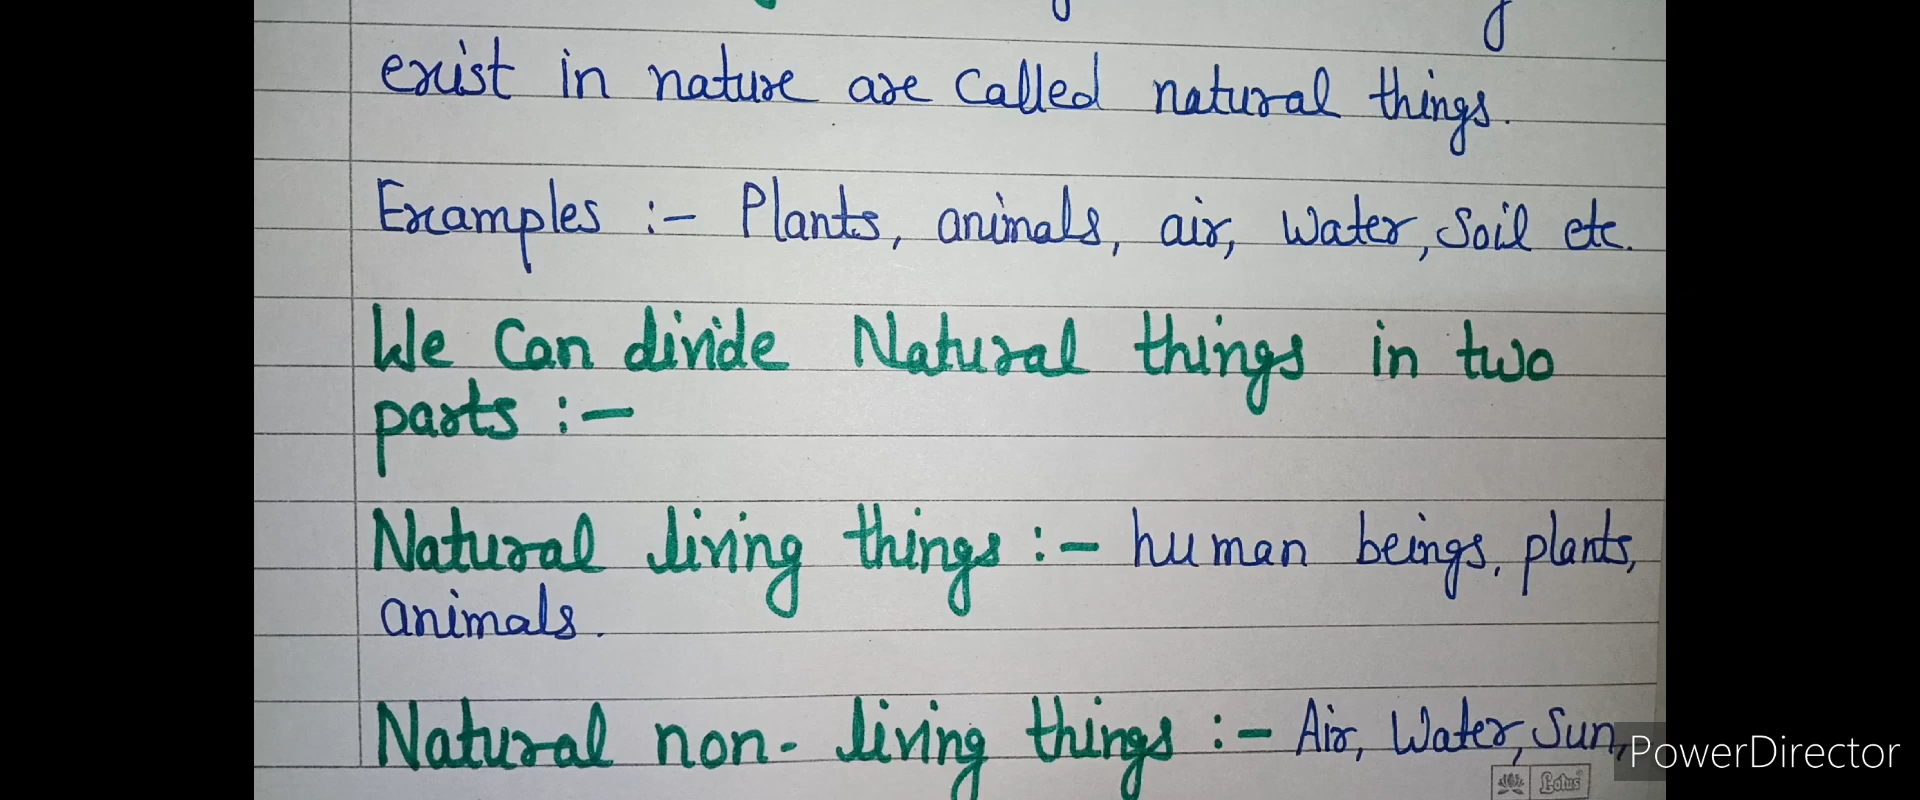 exist in nature are called natural things.
Examples :- Plants, animals, air, water, soil etc.
We can divide Natural things in two
parts :-
Natural living things :- human beings, plants,
animals.
Natural non-living things :- Air, Water, Sun,
PowerDirector
Lotus